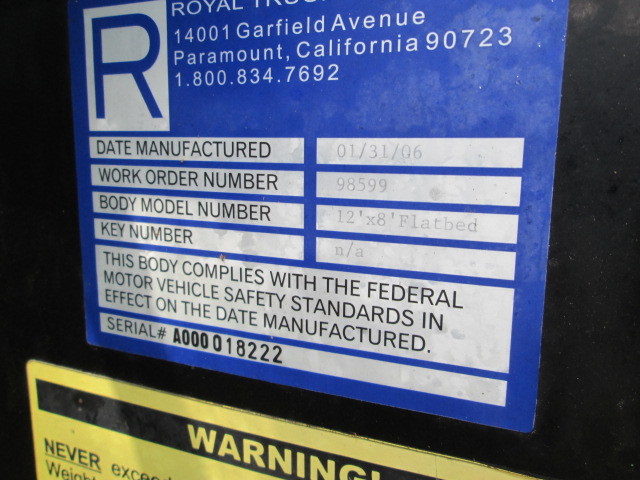 R
ROYAL
14001 Garfield Avenue
Paramount, California 90723
1.800.834.7692
DATE MANUFACTURED 01/31/06
WORK ORDER NUMBER 98599
BODY MODEL NUMBER 12'x8'Flatbed
KEY NUMBER n/a
THIS BODY COMPLIES WITH THE FEDERAL
MOTOR VEHICLE SAFETY STANDARDS IN
EFFECT ON THE DATE MANUFACTURED.
SERIAL# A000018222
WARNING!
NEVER